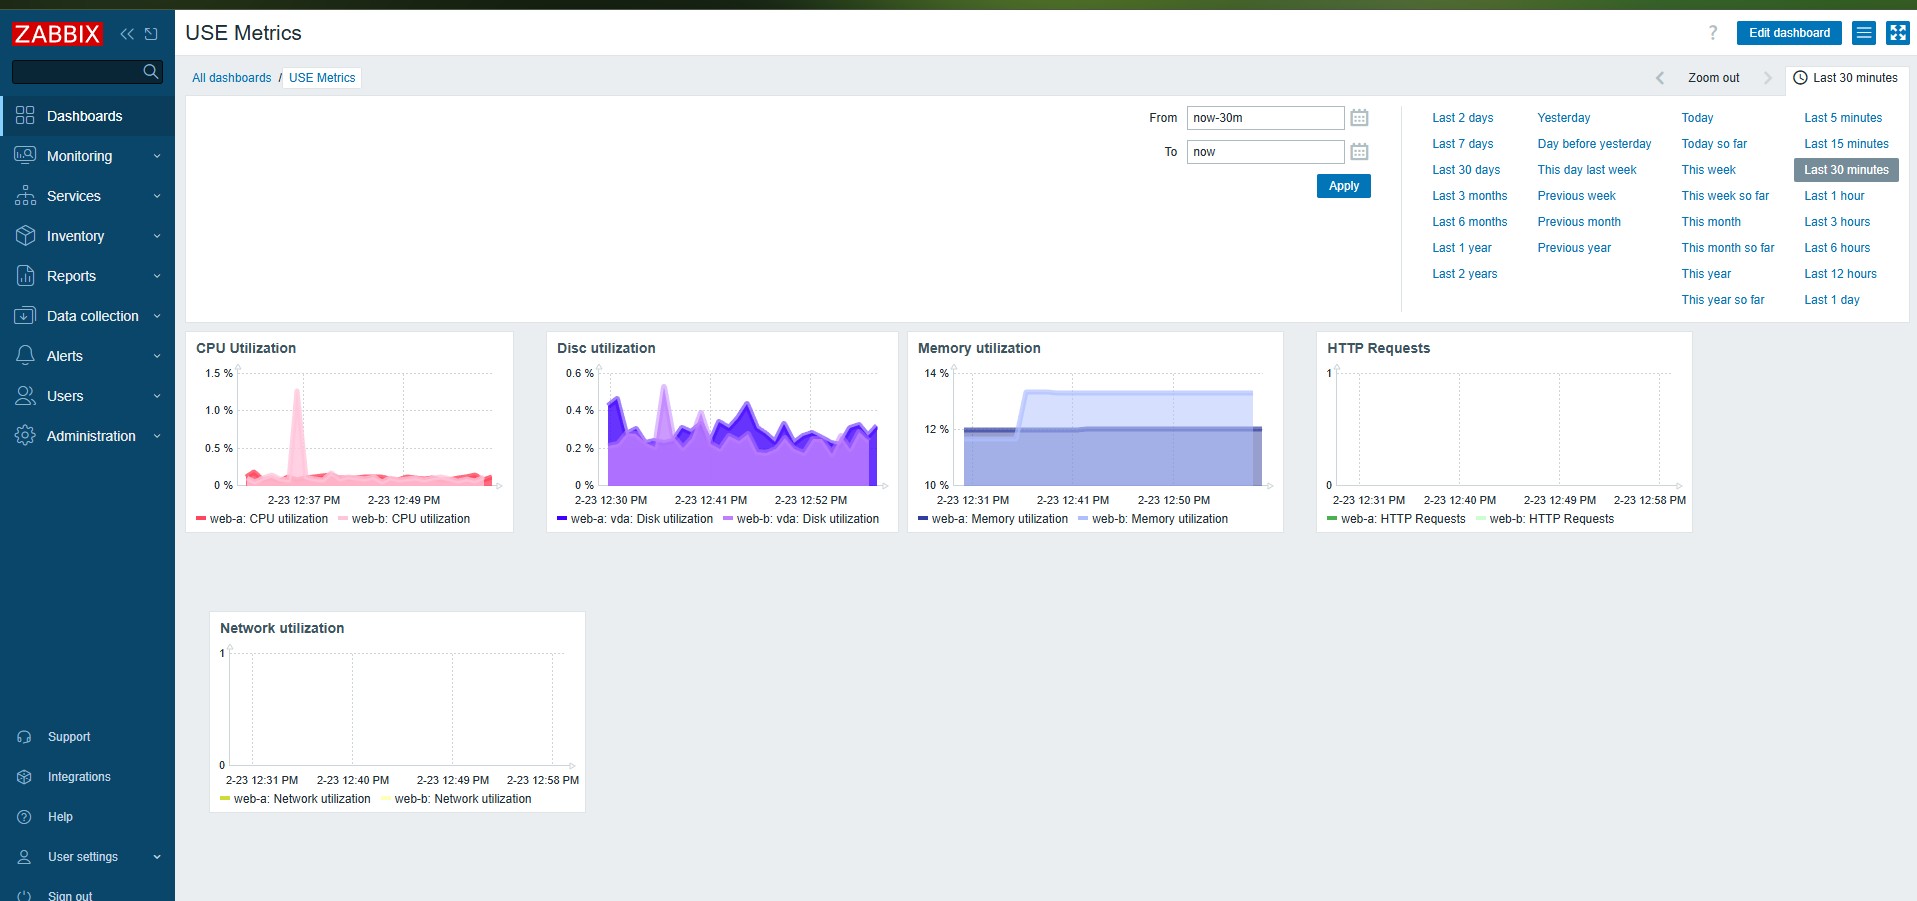 ZABBIX
USE Metrics
?
Edit dashboard
All dashboards / USE Metrics
Zoom out
Last 30 minutes
Dashboards
Monitoring
Services
Inventory
Reports
Data collection
Alerts
Users
Administration
Support
Integrations
Help
User settings
Sign out
From now-30m
To now
Apply
Last 2 days Yesterday Today Last 5 minutes
Last 7 days Day before yesterday Today so far Last 15 minutes
Last 30 days This day last week This week Last 30 minutes
Last 3 months Previous week This week so far Last 1 hour
Last 6 months Previous month This month Last 3 hours
Last 1 year Previous year This month so far Last 6 hours
Last 2 years This year Last 12 hours
This year so far Last 1 day
CPU Utilization
1.5 %
1.0 %
0.5 %
0 %
2-23 12:37 PM 2-23 12:49 PM
web-a: CPU utilization web-b: CPU utilization
Disc utilization
0.6 %
0.4 %
0.2 %
0 %
2-23 12:30 PM 2-23 12:41 PM 2-23 12:52 PM
web-a: vda: Disk utilization web-b: vda: Disk utilization
Memory utilization
14 %
12 %
10 %
2-23 12:31 PM 2-23 12:41 PM 2-23 12:50 PM
web-a: Memory utilization web-b: Memory utilization
HTTP Requests
1
0
2-23 12:31 PM 2-23 12:40 PM 2-23 12:49 PM 2-23 12:58 PM
web-a: HTTP Requests web-b: HTTP Requests
Network utilization
1
0
2-23 12:31 PM 2-23 12:40 PM 2-23 12:49 PM 2-23 12:58 PM
web-a: Network utilization web-b: Network utilization